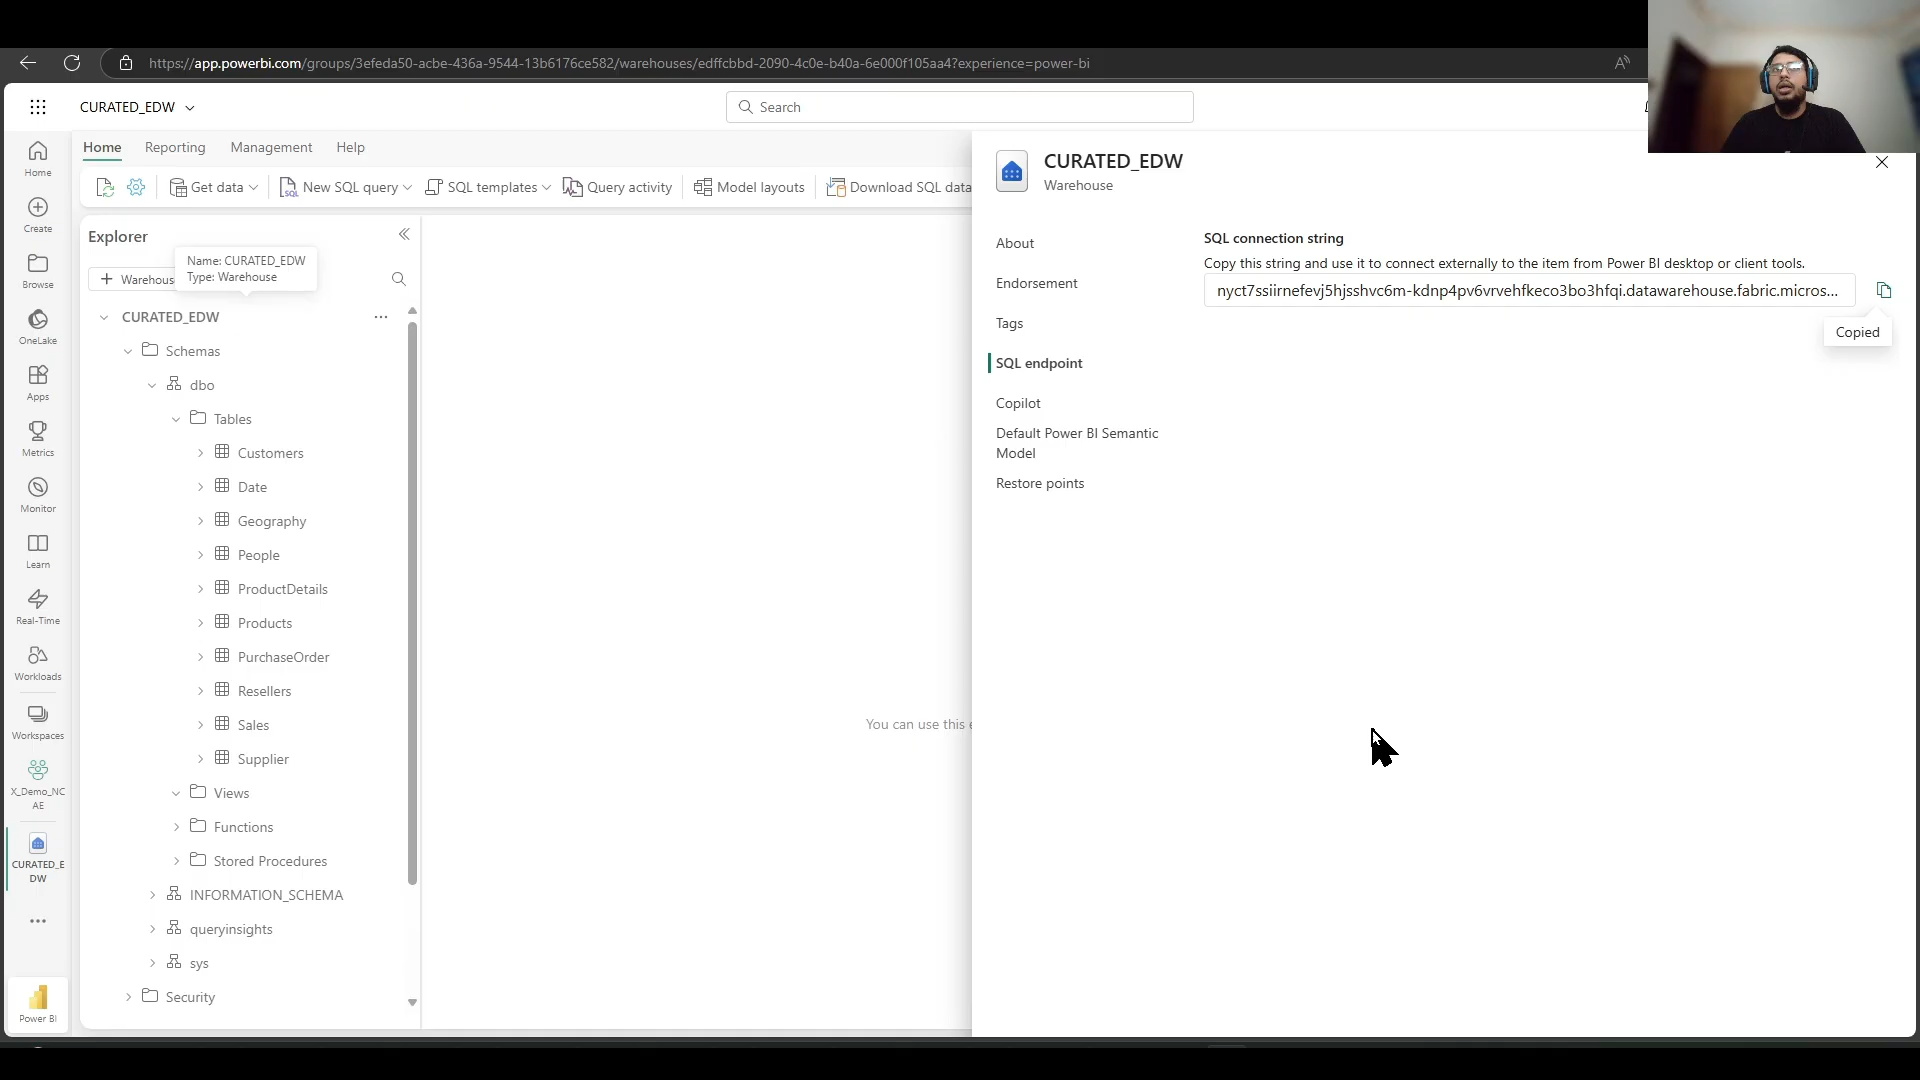 https://app.powerbi.com/groups/3efeda50-acbe-436a-9544-13b6176ce582/warehouses/edffcbbd-2090-4c0e-b40a-6e000f105aa4?experience=power-bi
CURATED_EDW
Search
Home
Reporting
Management
Help
Get data
New SQL query
SQL templates
Query activity
Model layouts
Download SQL data
Explorer
Warehous
Name: CURATED_EDW
Type: Warehouse
CURATED_EDW
Schemas
dbo
Tables
Customers
Date
Geography
People
ProductDetails
Products
PurchaseOrder
Resellers
Sales
Supplier
Views
Functions
Stored Procedures
INFORMATION_SCHEMA
queryinsights
sys
Security
Home
Create
Browse
OneLake
Apps
Metrics
Monitor
Learn
Real-Time
Workloads
Workspaces
X_Demo_NC
AE
CURATED_E
DW
Power BI
You can use this
CURATED_EDW
Warehouse
About
Endorsement
Tags
SQL endpoint
Copilot
Default Power BI Semantic
Model
Restore points
SQL connection string
Copy this string and use it to connect externally to the item from Power BI desktop or client tools.
nyct7ssiirnefevj5hjsshvc6m-kdnp4pv6vrvehfkeco3bo3hfqi.datawarehouse.fabric.micros...
Copied